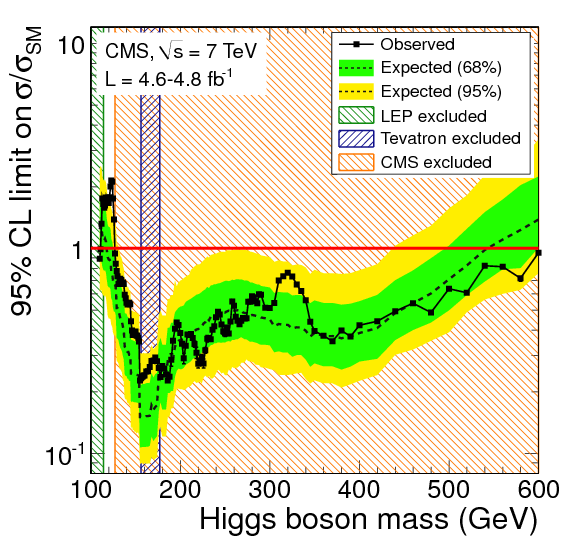 CMS, √s = 7 TeV
L = 4.6-4.8 fb⁻¹
Observed
Expected (68%)
Expected (95%)
LEP excluded
Tevatron excluded
CMS excluded
95% CL limit on σ/σSM
10
1
10⁻¹
100 200 300 400 500 600
Higgs boson mass (GeV)